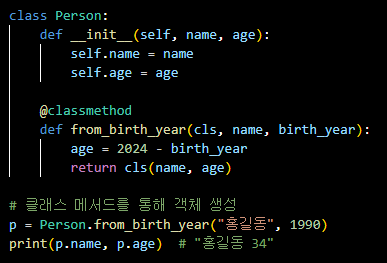 class Person:
    def __init__(self, name, age):
        self.name = name
        self.age = age

    @classmethod
    def from_birth_year(cls, name, birth_year):
        age = 2024 - birth_year
        return cls(name, age)

# 클래스 메서드를 통해 객체 생성
p = Person.from_birth_year("홍길동", 1990)
print(p.name, p.age)  # "홍길동 34"